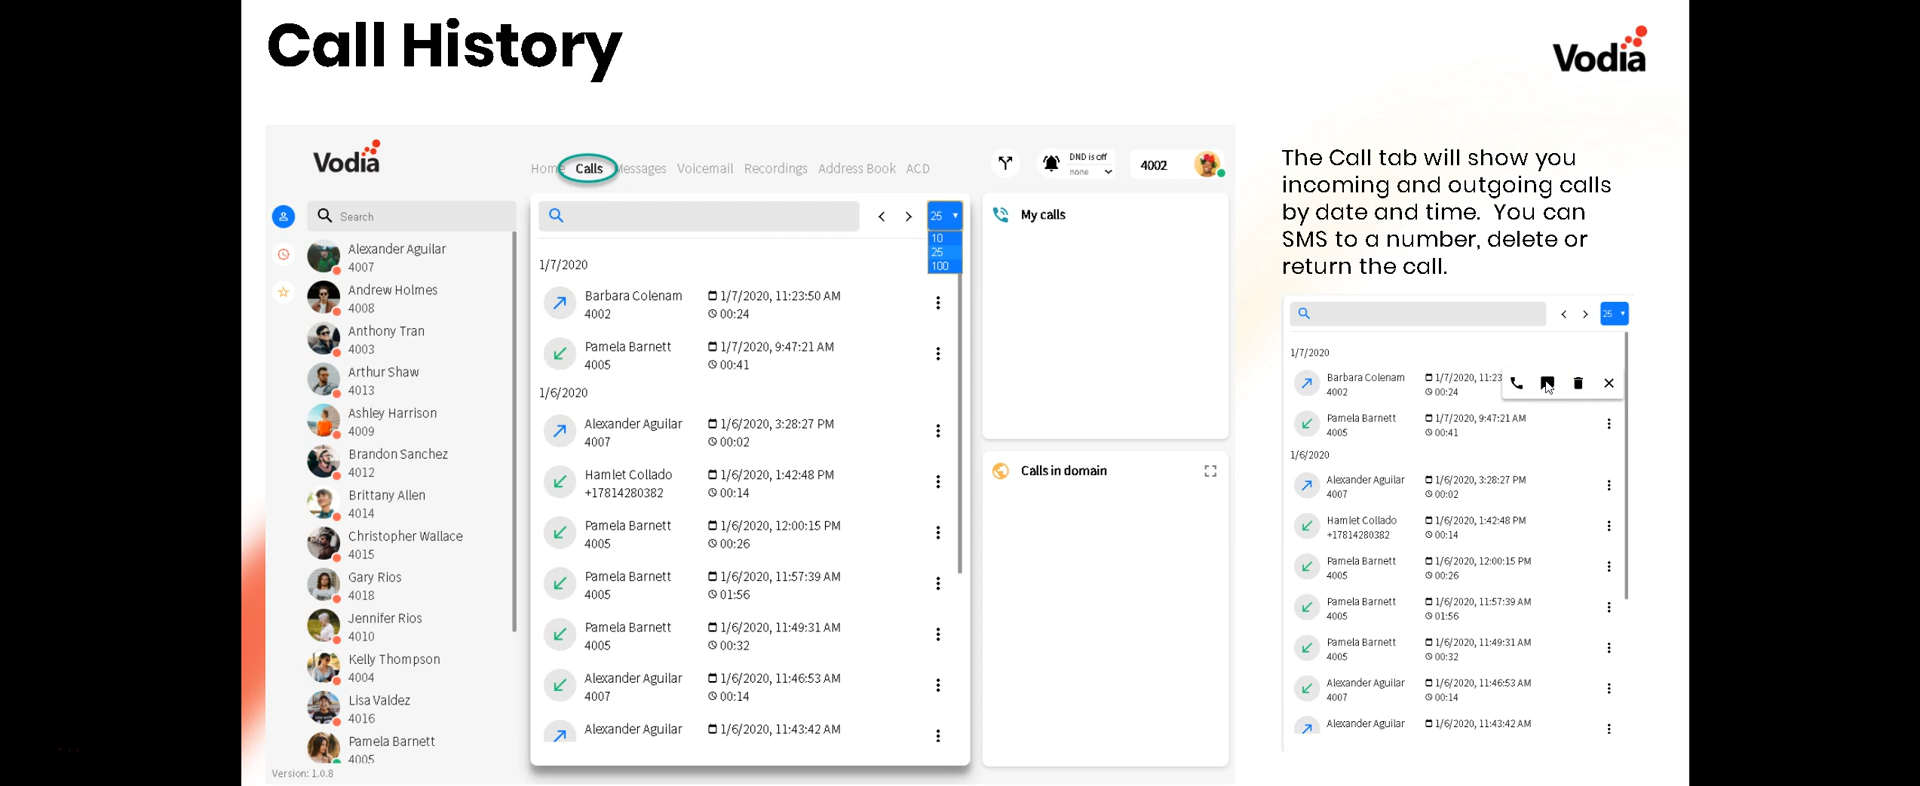 Call History
Vodia
Vodia
Home Calls Messages Voicemail Recordings Address Book ACD
DND is off
none
4002
Search
Alexander Aguilar
4007
Andrew Holmes
4008
Anthony Tran
4003
Arthur Shaw
4013
Ashley Harrison
4009
Brandon Sanchez
4012
Brittany Allen
4014
Christopher Wallace
4015
Gary Rios
4018
Jennifer Rios
4010
Kelly Thompson
4004
Lisa Valdez
4016
Pamela Barnett
4005
Version: 1.0.8
25
10
25
100
1/7/2020
Barbara Colenam 1/7/2020, 11:23:50 AM
4002 00:24
Pamela Barnett 1/7/2020, 9:47:21 AM
4005 00:41
1/6/2020
Alexander Aguilar 1/6/2020, 3:28:27 PM
4007 00:02
Hamlet Collado 1/6/2020, 1:42:48 PM
+17814280382 00:14
Pamela Barnett 1/6/2020, 12:00:15 PM
4005 00:26
Pamela Barnett 1/6/2020, 11:57:39 AM
4005 01:56
Pamela Barnett 1/6/2020, 11:49:31 AM
4005 00:32
Alexander Aguilar 1/6/2020, 11:46:53 AM
4007 00:14
Alexander Aguilar 1/6/2020, 11:43:42 AM
My calls
Calls in domain
The Call tab will show you
incoming and outgoing calls
by date and time. You can
SMS to a number, delete or
return the call.
25
1/7/2020
Barbara Colenam 1/7/2020, 11:23
4002 00:24
Pamela Barnett 1/7/2020, 9:47:21 AM
4005 00:41
1/6/2020
Alexander Aguilar 1/6/2020, 3:28:27 PM
4007 00:02
Hamlet Collado 1/6/2020, 1:42:48 PM
+17814280382 00:14
Pamela Barnett 1/6/2020, 12:00:15 PM
4005 00:26
Pamela Barnett 1/6/2020, 11:57:39 AM
4005 01:56
Pamela Barnett 1/6/2020, 11:49:31 AM
4005 00:32
Alexander Aguilar 1/6/2020, 11:46:53 AM
4007 00:14
Alexander Aguilar 1/6/2020, 11:43:42 AM